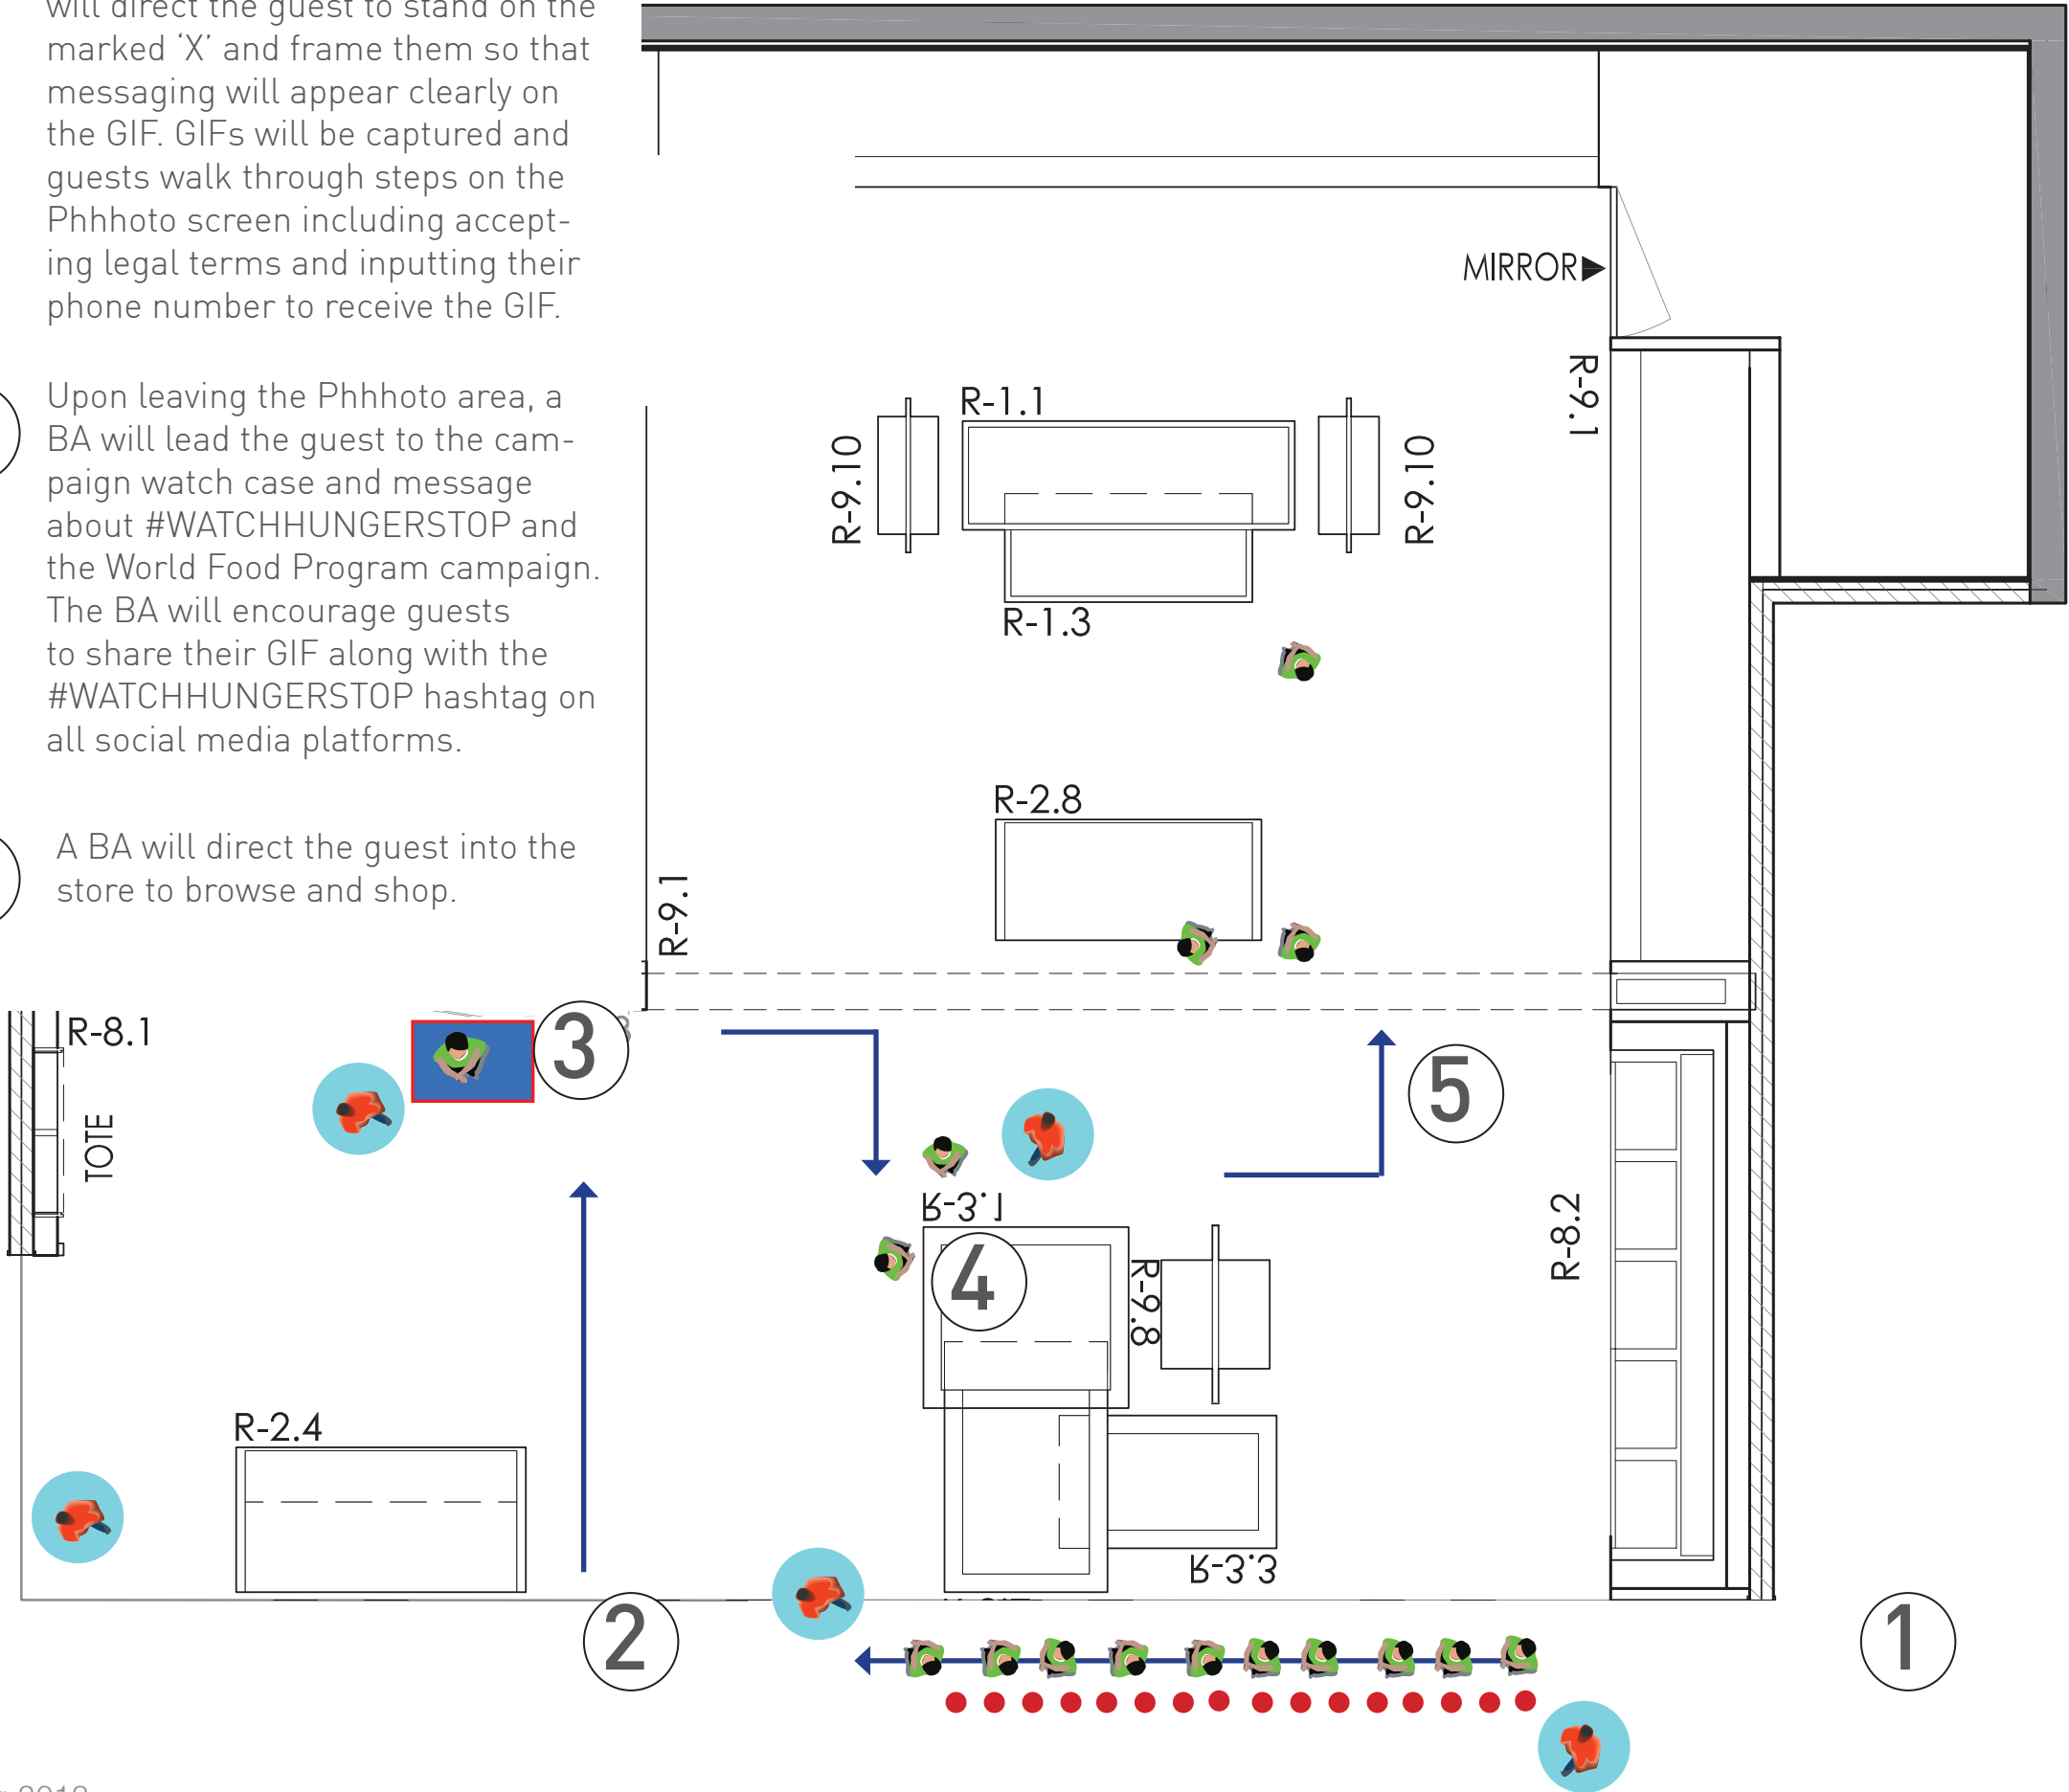 will direct the guest to stand on the
marked ‘X’ and frame them so that
messaging will appear clearly on
the GIF. GIFs will be captured and
guests walk through steps on the
Phhhoto screen including accept-
ing legal terms and inputting their
phone number to receive the GIF.
Upon leaving the Phhhoto area, a
BA will lead the guest to the cam-
paign watch case and message
about #WATCHHUNGERSTOP and
the World Food Program campaign.
The BA will encourage guests
to share their GIF along with the
#WATCHHUNGERSTOP hashtag on
all social media platforms.
A BA will direct the guest into the
store to browse and shop.
MIRROR
R-9.1
R-1.1
R-9.10
R-9.10
R-1.3
R-2.8
R-9.1
R-8.1
TOTE
3
5
R-3.1
4
R-9.8
R-8.2
R-2.4
R-3.3
2
1